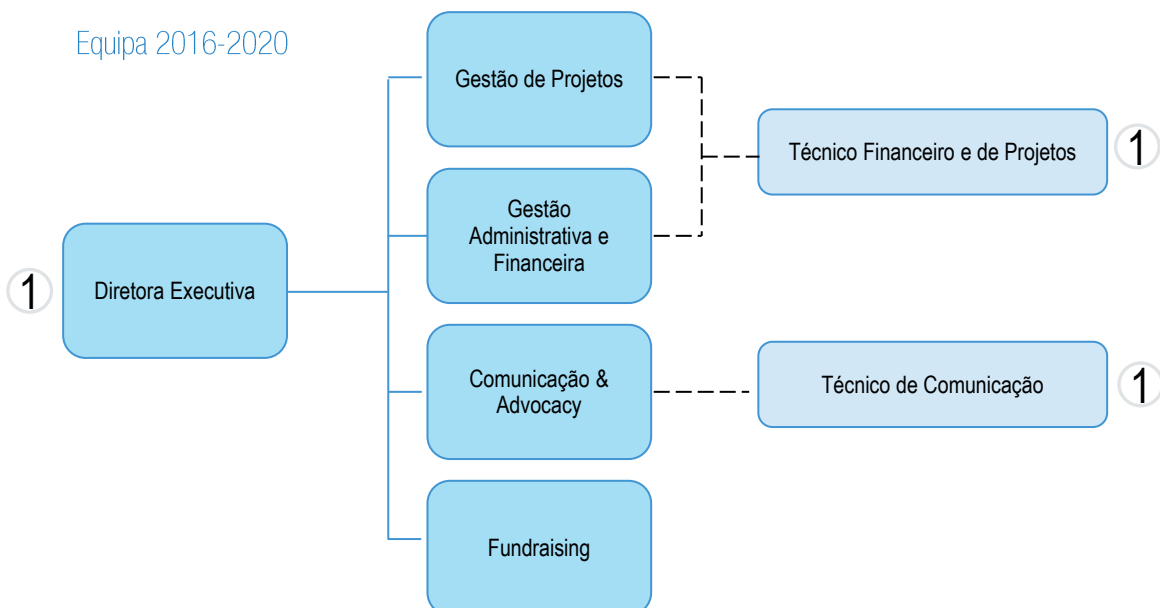 Equipa 2016-2020
Gestão de Projetos
Técnico Financeiro e de Projetos
1
Gestão
Administrativa e
Financeira
1
Diretora Executiva
Comunicação &
Advocacy
Técnico de Comunicação
1
Fundraising